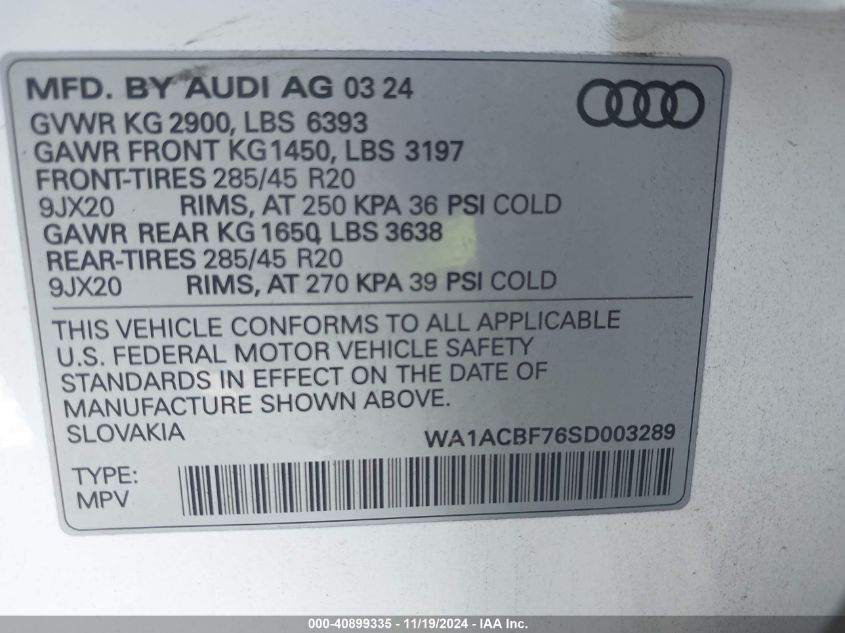 MFD. BY AUDI AG 03 24
GVWR KG 2900, LBS 6393
GAWR FRONT KG 1450, LBS 3197
FRONT-TIRES 285/45 R20
9JX20 RIMS, AT 250 KPA 36 PSI COLD
GAWR REAR KG 1650, LBS 3638
REAR-TIRES 285/45 R20
9JX20 RIMS, AT 270 KPA 39 PSI COLD
THIS VEHICLE CONFORMS TO ALL APPLICABLE
U.S. FEDERAL MOTOR VEHICLE SAFETY
STANDARDS IN EFFECT ON THE DATE OF
MANUFACTURE SHOWN ABOVE.
SLOVAKIA WA1ACBF76SD003289
TYPE:
MPV
000-40899335 - 11/19/2024 - IAA Inc.